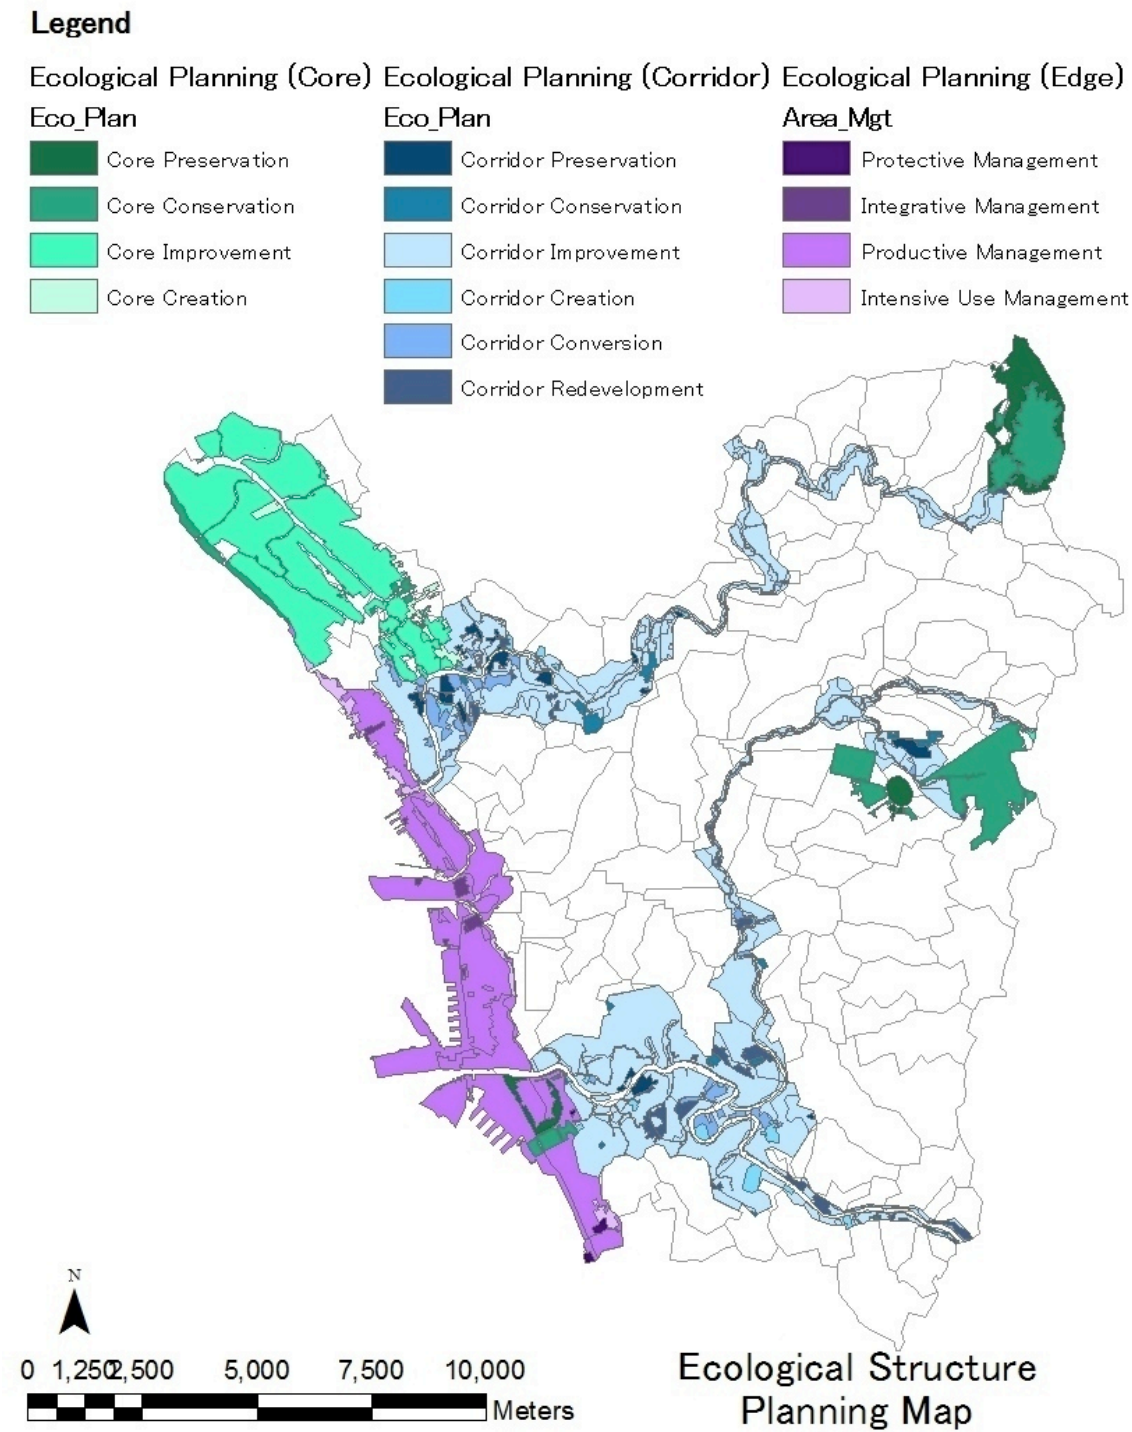 Legend
Ecological Planning (Core) Ecological Planning (Corridor) Ecological Planning (Edge)
Eco_Plan Eco_Plan Area_Mgt
Core Preservation Corridor Preservation Protective Management
Core Conservation Corridor Conservation Integrative Management
Core Improvement Corridor Improvement Productive Management
Core Creation Corridor Creation Intensive Use Management
Corridor Conversion
Corridor Redevelopment
N
0 1,250 2,500 5,000 7,500 10,000
Meters
Ecological Structure
Planning Map